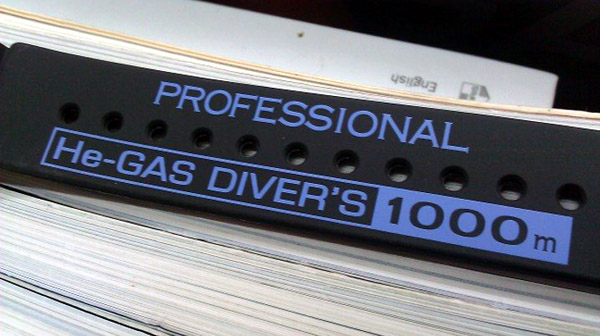 English
PROFESSIONAL
He-GAS DIVER'S 1000m